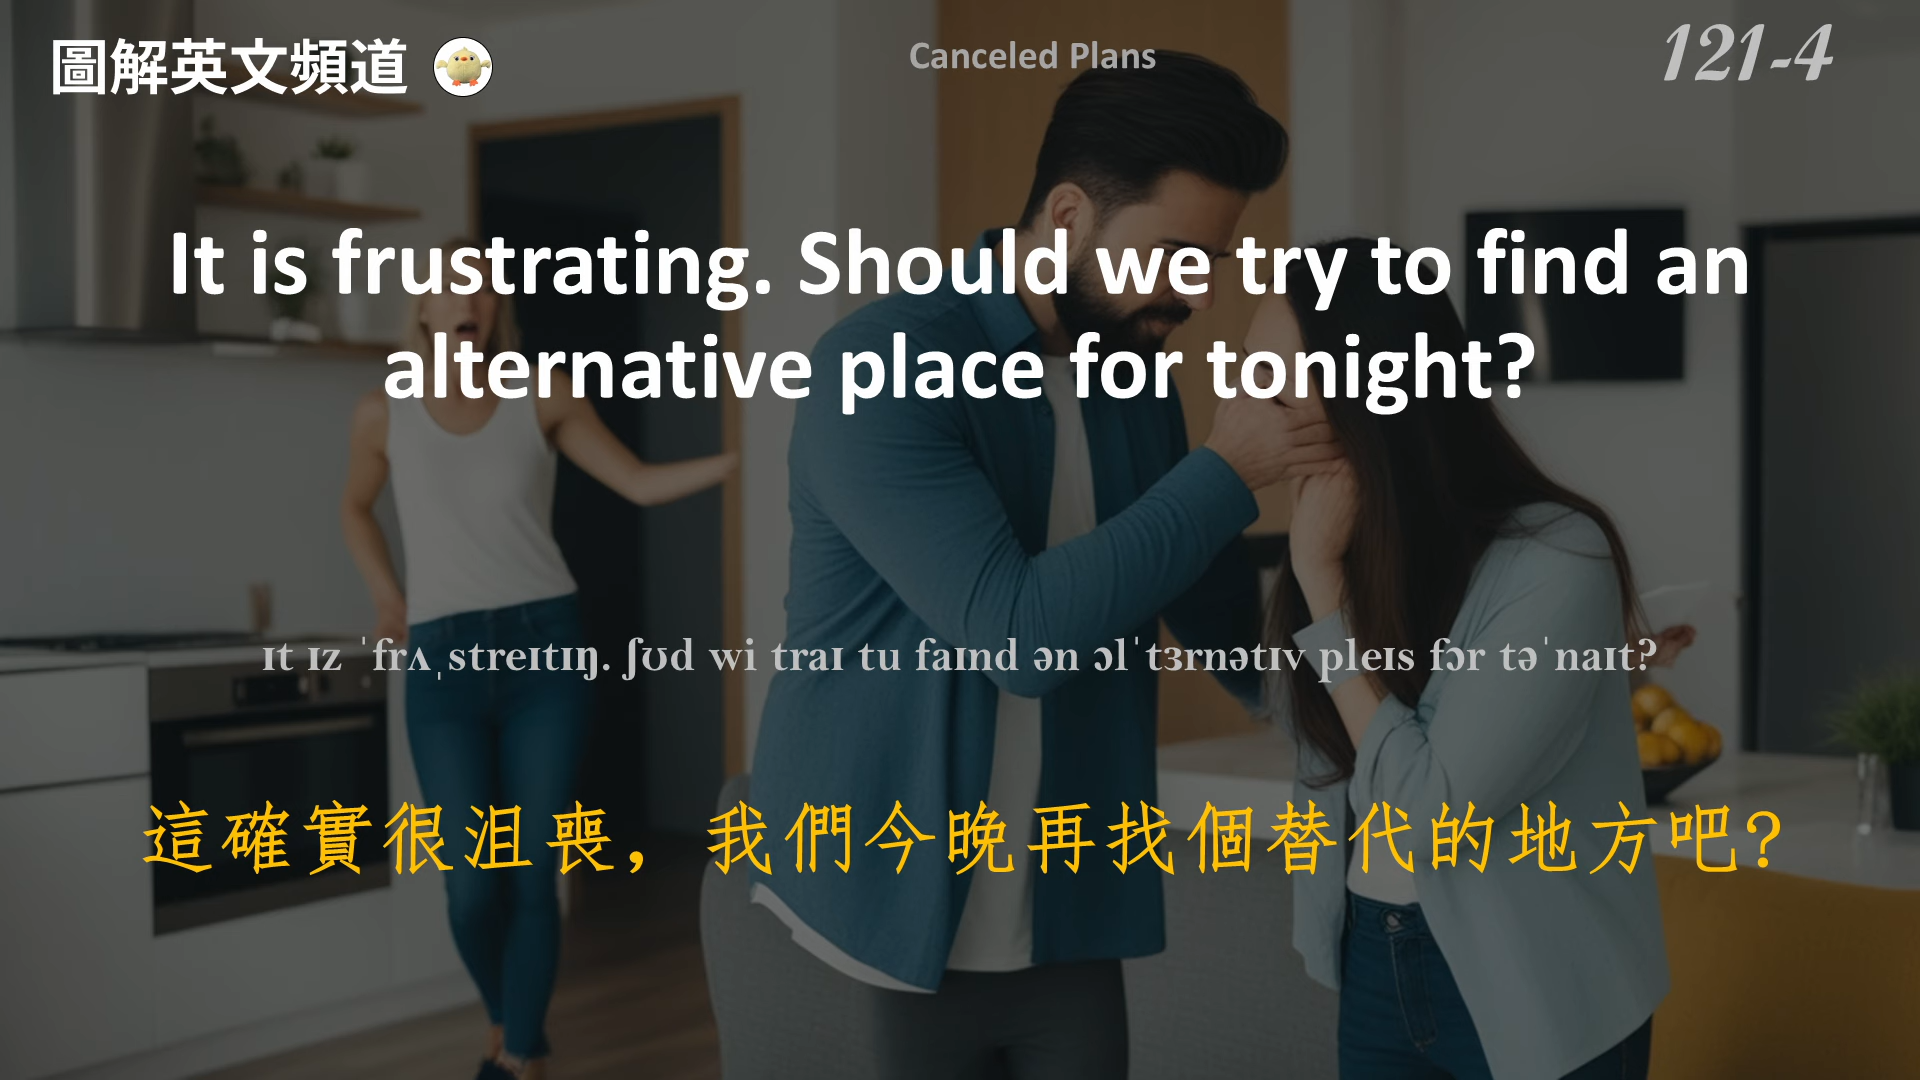 圖解英文頻道
Canceled Plans
121-4
It is frustrating. Should we try to find an
alternative place for tonight?
ɪt ɪz ˈfrʌˌstreɪtɪŋ. ʃʊd wi traɪ tu faɪnd ən ɔlˈtɜrnətɪv pleɪs fɔr təˈnaɪt?
這確實很沮喪，我們今晚再找個替代的地方吧?